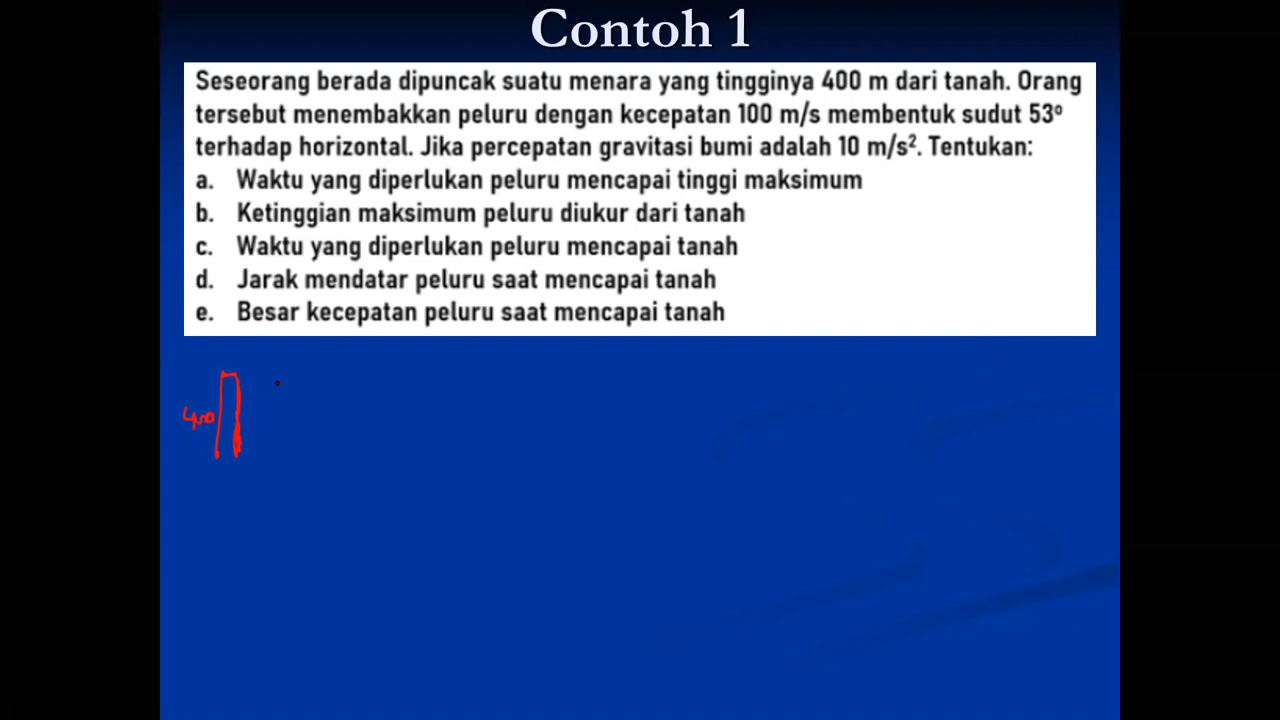 Contoh 1
Seseorang berada dipuncak suatu menara yang tingginya 400 m dari tanah. Orang
tersebut menembakkan peluru dengan kecepatan 100 m/s membentuk sudut 53º
terhadap horizontal. Jika percepatan gravitasi bumi adalah 10 m/s². Tentukan:
a. Waktu yang diperlukan peluru mencapai tinggi maksimum
b. Ketinggian maksimum peluru diukur dari tanah
c. Waktu yang diperlukan peluru mencapai tanah
d. Jarak mendatar peluru saat mencapai tanah
e. Besar kecepatan peluru saat mencapai tanah
400